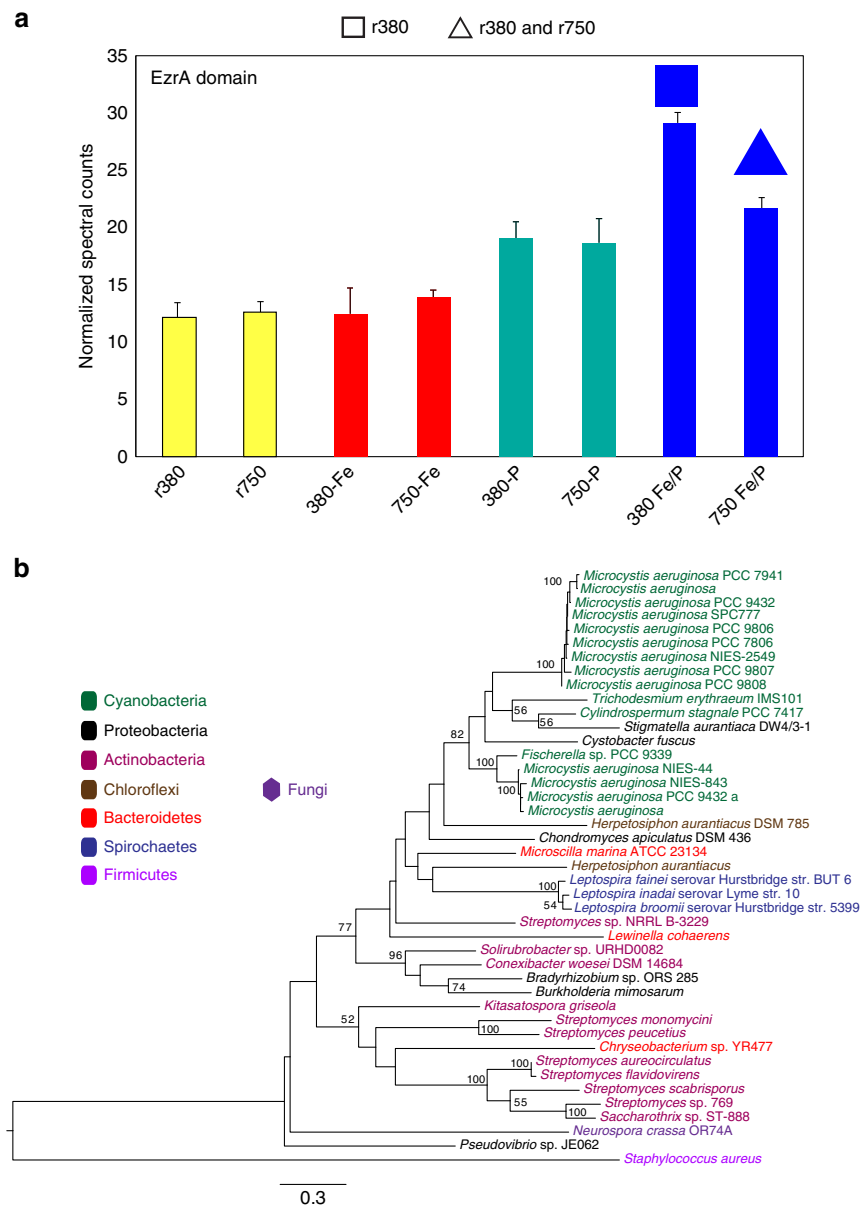 a
r380
r380 and r750
EzrA domain
Normalized spectral counts
35
30
25
20
15
10
5
0
r380
r750
380-Fe
750-Fe
380-P
750-P
380 Fe/P
750 Fe/P
b
Cyanobacteria
Proteobacteria
Actinobacteria
Chloroflexi
Bacteroidetes
Spirochaetes
Firmicutes
Fungi
100
Microcystis aeruginosa PCC 7941
Microcystis aeruginosa
Microcystis aeruginosa PCC 9432
Microcystis aeruginosa SPC777
Microcystis aeruginosa PCC 9806
Microcystis aeruginosa PCC 7806
Microcystis aeruginosa NIES-2549
100
Microcystis aeruginosa PCC 9807
Microcystis aeruginosa PCC 9808
Trichodesmium erythraeum IMS101
56
Cylindrospermum stagnale PCC 7417
56
Stigmatella aurantiaca DW4/3-1
82
Cystobacter fuscus
Fischerella sp. PCC 9339
100
Microcystis aeruginosa NIES-44
Microcystis aeruginosa NIES-843
100
Microcystis aeruginosa PCC 9432 a
Microcystis aeruginosa
Herpetosiphon aurantiacus DSM 785
Chondromyces apiculatus DSM 436
Microscilla marina ATCC 23134
Herpetosiphon aurantiacus
Leptospira fainei serovar Hurstbridge str. BUT 6
100
Leptospira inadai serovar Lyme str. 10
54
Leptospira broomii serovar Hurstbridge str. 5399
Streptomyces sp. NRRL B-3229
77
Lewinella cohaerens
Solirubrobacter sp. URHD0082
96
Conexibacter woesei DSM 14684
Bradyrhizobium sp. ORS 285
74
Burkholderia mimosarum
Kitasatospora griseola
52
Streptomyces monomycini
100
Streptomyces peucetius
Chryseobacterium sp. YR477
Streptomyces aureocirculatus
100
Streptomyces flavidovirens
100
Streptomyces scabrisporus
55
Streptomyces sp. 769
100
Saccharothrix sp. ST-888
Neurospora crassa OR74A
Pseudovibrio sp. JE062
Staphylococcus aureus
0.3